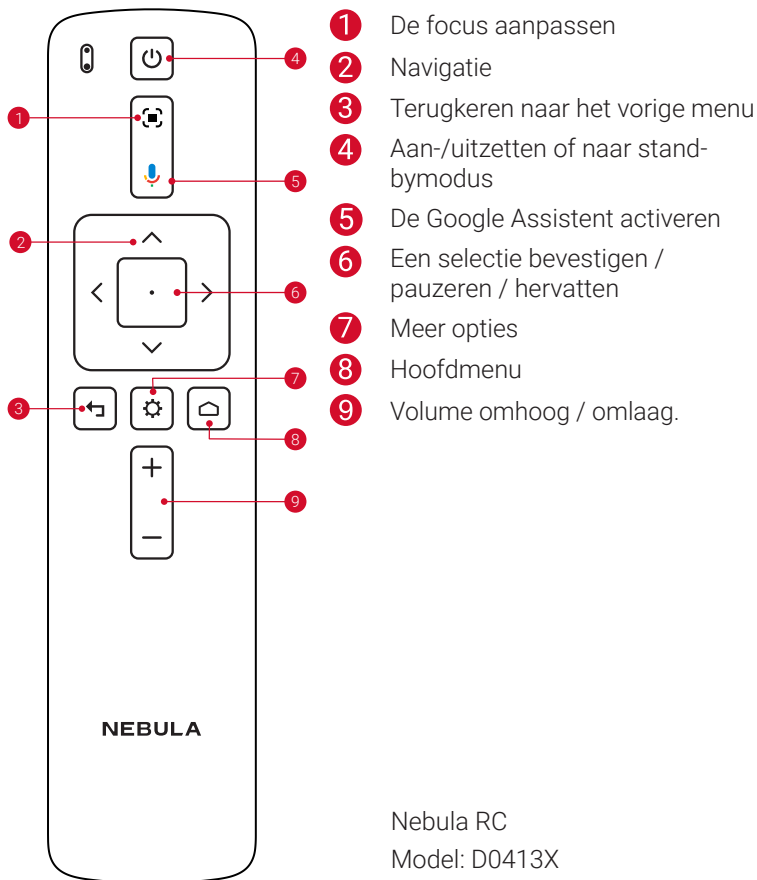 1 De focus aanpassen
2 Navigatie
3 Terugkeren naar het vorige menu
4 Aan-/uitzetten of naar stand-
bymodus
5 De Google Assistent activeren
6 Een selectie bevestigen /
pauzeren / hervatten
7 Meer opties
8 Hoofdmenu
9 Volume omhoog / omlaag.
4
1
5
2
6
7
3
8
9
NEBULA
Nebula RC
Model: D0413X